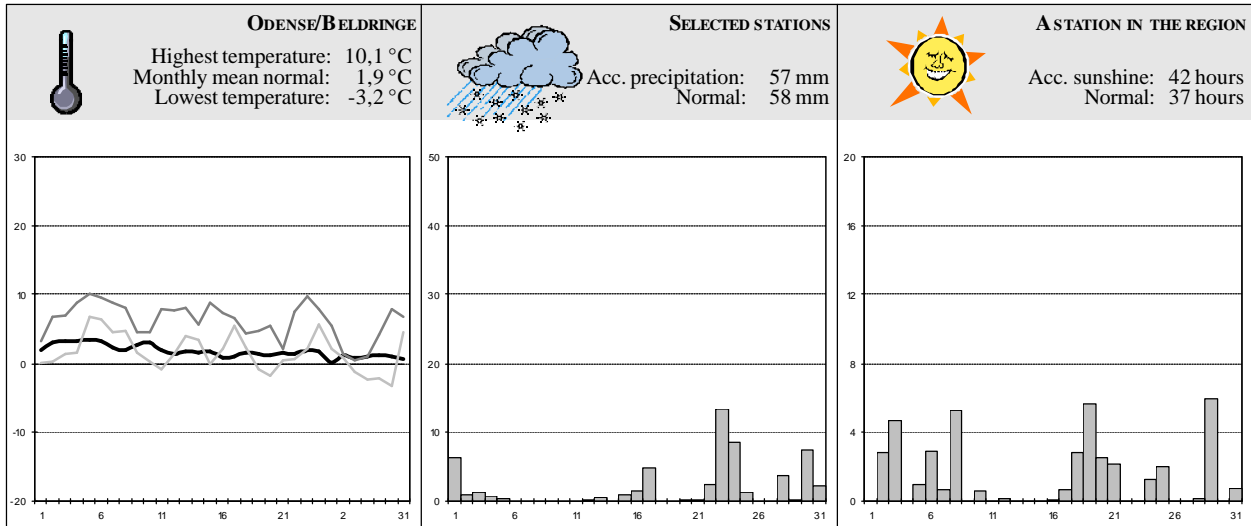 ODENSE/BELDRINGE
Highest temperature: 10,1 °C
Monthly mean normal: 1,9 °C
Lowest temperature: -3,2 °C
SELECTED STATIONS
Acc. precipitation: 57 mm
Normal: 58 mm
A STATION IN THE REGION
Acc. sunshine: 42 hours
Normal: 37 hours
30
20
10
0
-10
-20
1 6 11 16 21 2 31
50
40
30
20
10
0
1 6 11 16 21 26 31
20
16
12
8
4
0
1 6 11 16 21 26 31